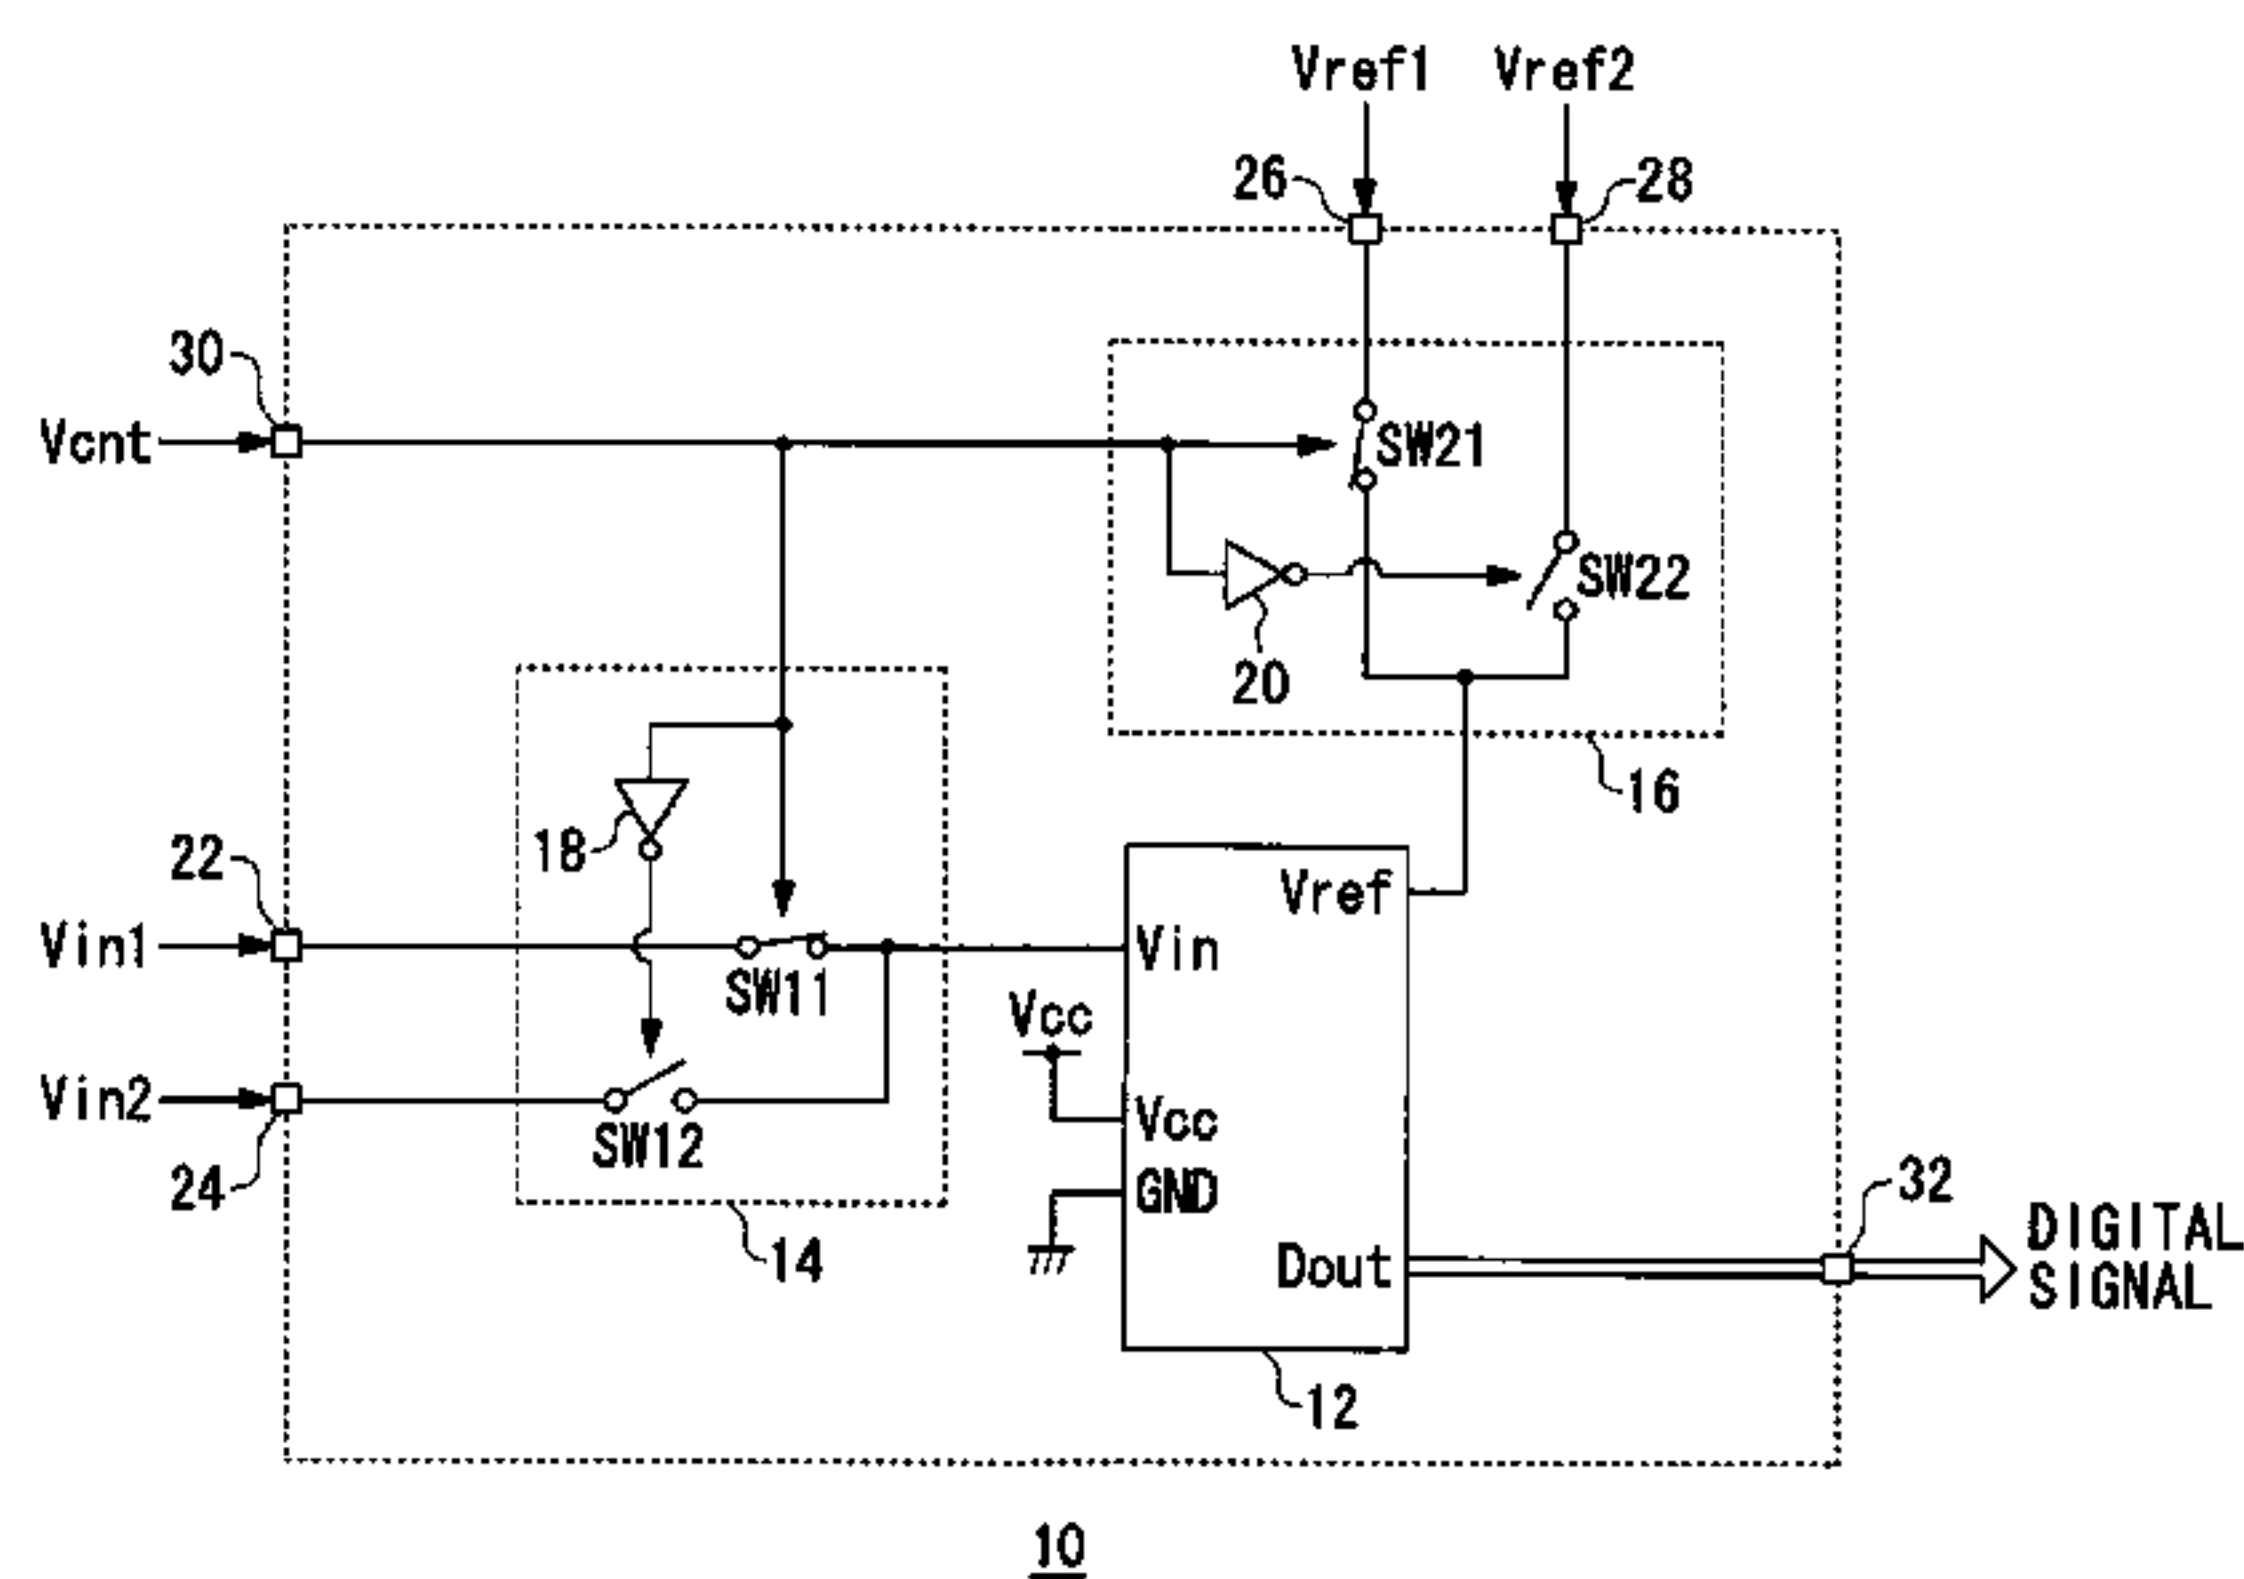 Vref1 Vref2
26 28
30
Vcnt
SW21
SW22
20
16
18
22
Vin1
SW11
Vin2
24
SW12
14
Vref
Vin
Vcc
Vcc
GND
Dout
12
32
DIGITAL
SIGNAL
10